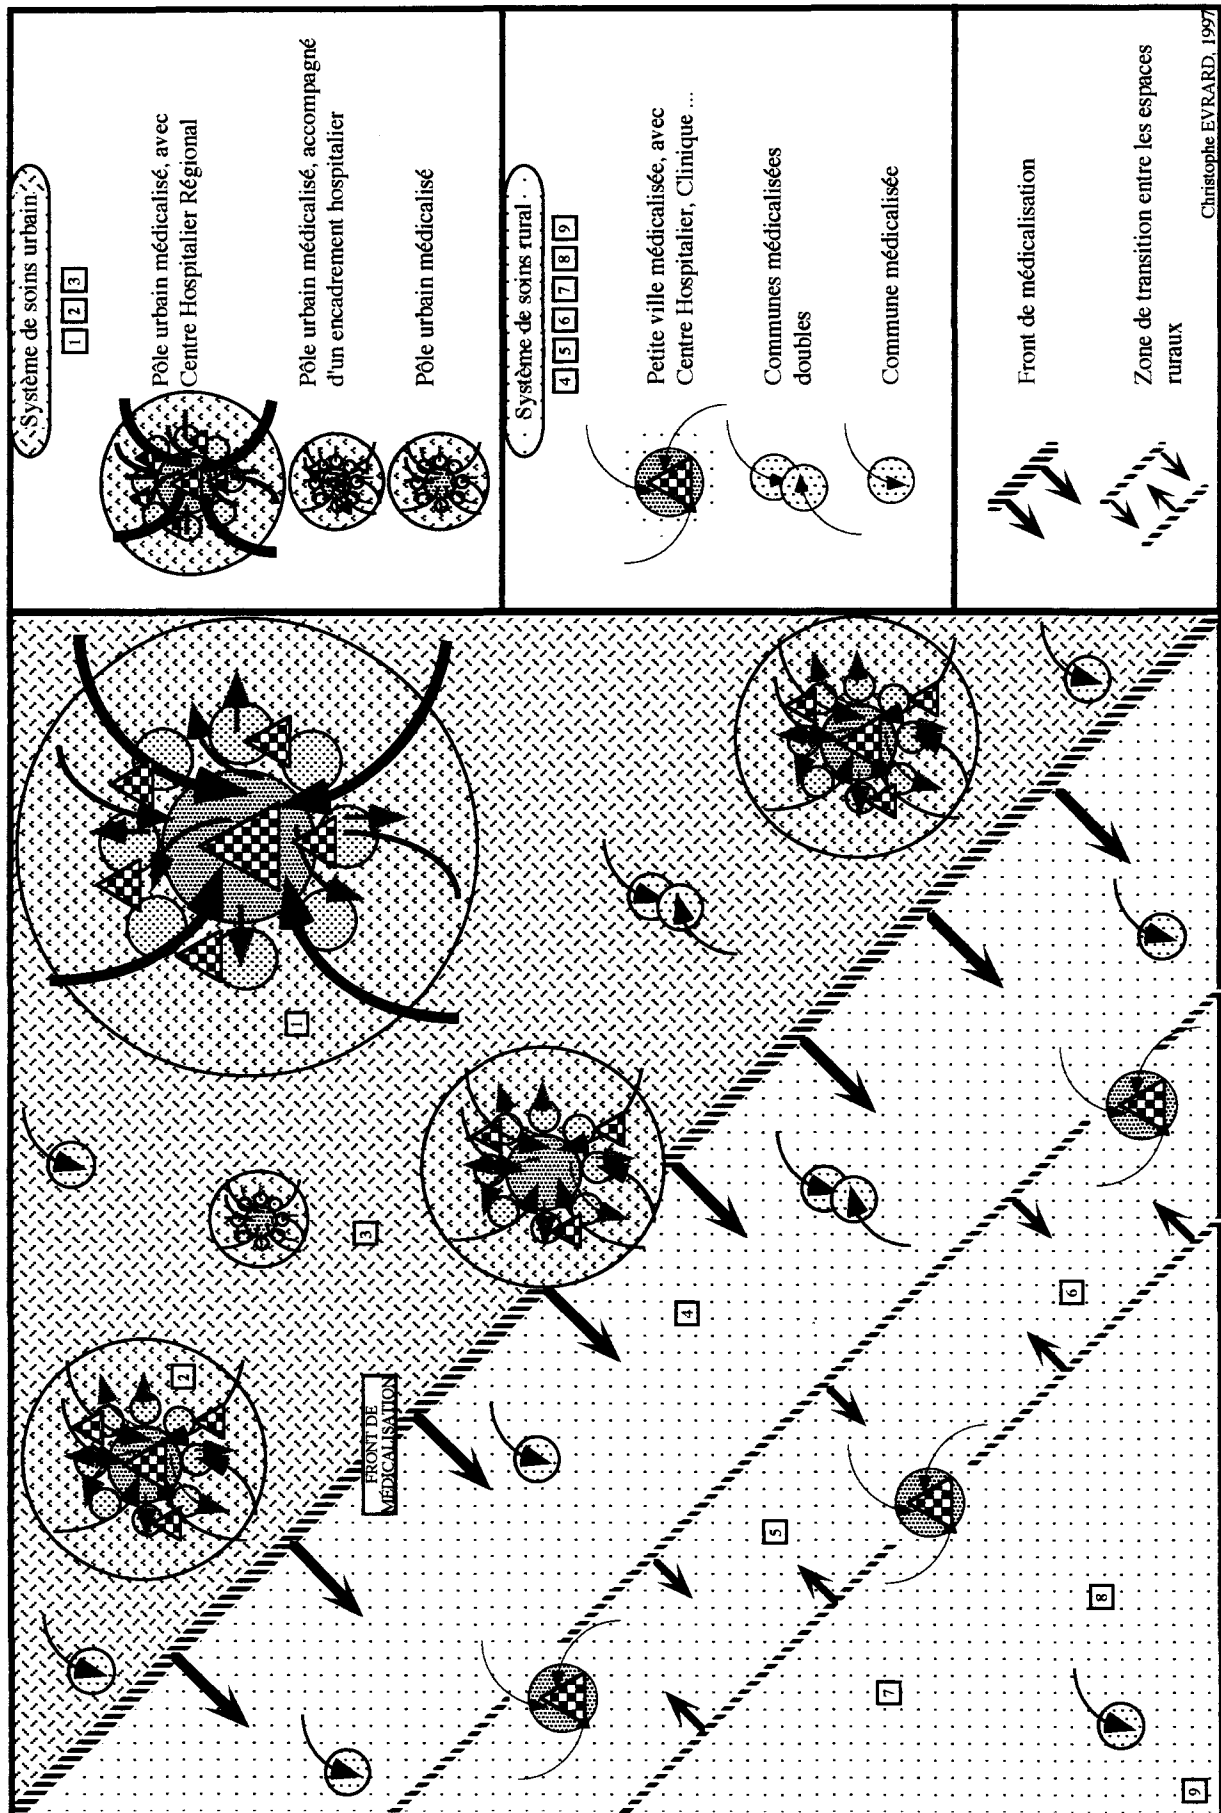 Système de soins urbain
1 2 3
Pôle urbain médicalisé, avec
Centre Hospitalier Régional
Pôle urbain médicalisé, accompagné
d'un encadrement hospitalier
Pôle urbain médicalisé
Système de soins rural
4 5 6 7 8 9
Petite ville médicalisée, avec
Centre Hospitalier, Clinique ...
Communes médicalisées
doubles
Commune médicalisée
Front de médicalisation
Zone de transition entre les espaces
ruraux
Christophe EVRARD, 1997
1
2
3
FRONT DE
MÉDICALISATION
4
5
6
7
8
9